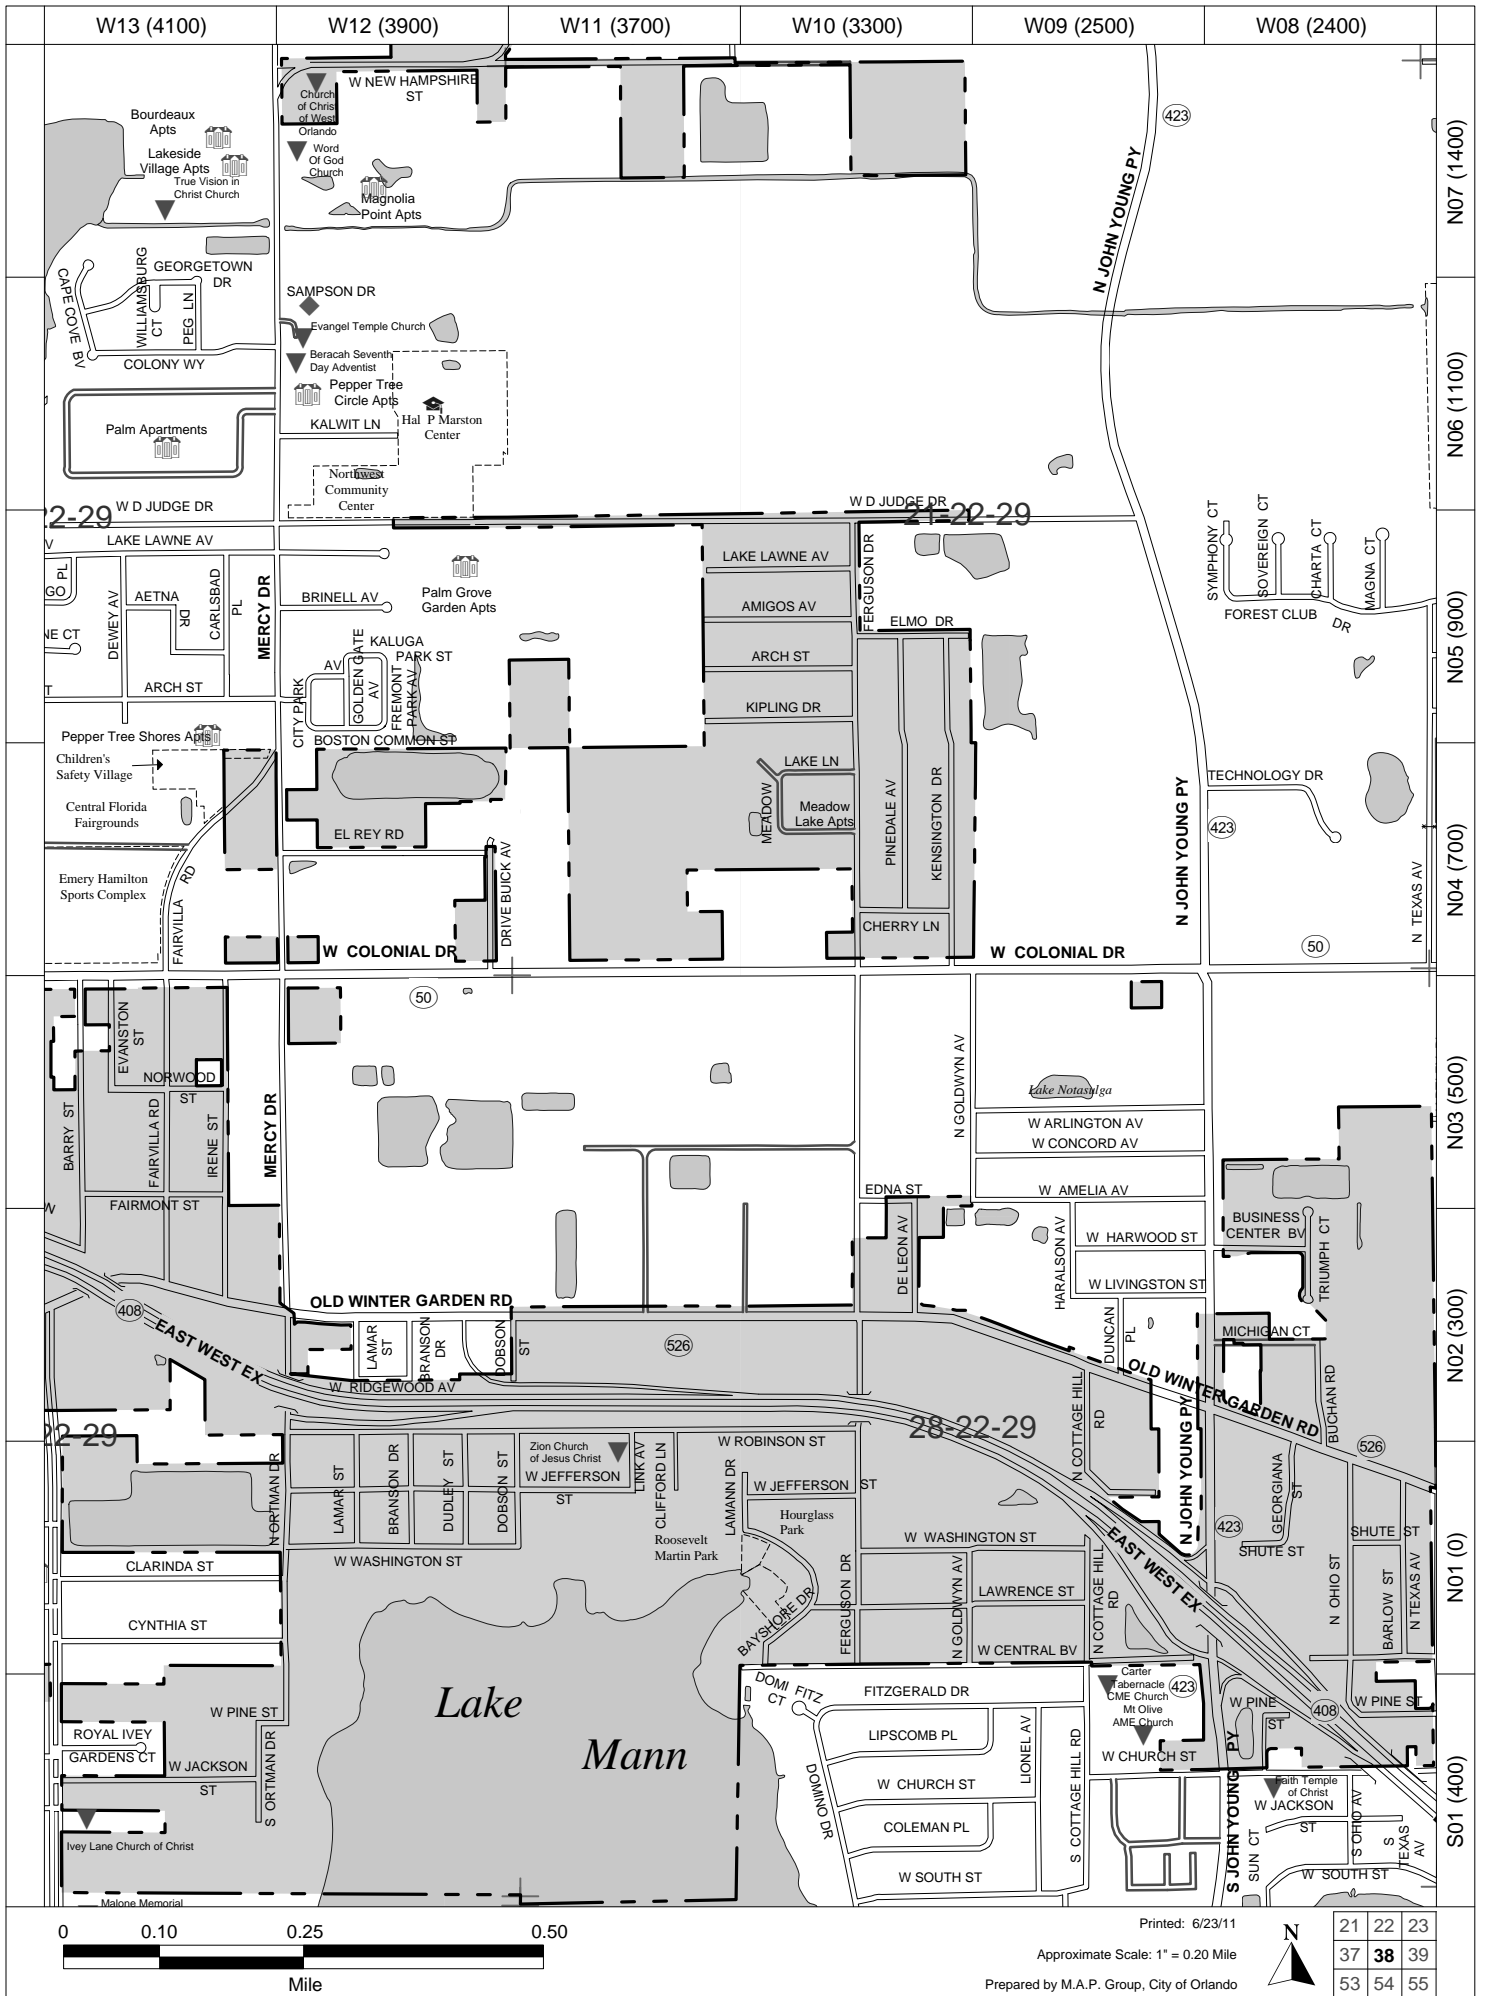 W13 (4100)
W12 (3900)
W11 (3700)
W10 (3300)
W09 (2500)
W08 (2400)
N07 (1400)
N06 (1100)
N05 (900)
N04 (700)
N03 (500)
N02 (300)
N01 (0)
S01 (400)
W NEW HAMPSHIRE
ST
Church
of Christ
of West
Orlando
Word
Of God
Church
Bourdeaux
Apts
Lakeside
Village Apts
True Vision in
Christ Church
Magnolia
Point Apts
423
N JOHN YOUNG PY
GEORGETOWN
DR
WILLIAMSBURG
CT
PEG LN
CAPE COVE BV
COLONY WY
SAMPSON DR
Evangel Temple Church
Beracah Seventh
Day Adventist
Pepper Tree
Circle Apts
Hal P Marston
Center
KALWIT LN
Palm Apartments
Northwest
Community
Center
W D JUDGE DR
22-29
W D JUDGE DR
21-22-29
LAKE LAWNE AV
V
PL
GO
NE CT
T
AETNA
DR
DEWEY AV
CARLSBAD
PL
ARCH ST
MERCY DR
BRINELL AV
Palm Grove
Garden Apts
KALUGA
PARK ST
AV
GOLDEN GATE
AV
FREMONT
PARK AV
CITY PARK
BOSTON COMMON ST
LAKE LAWNE AV
AMIGOS AV
ARCH ST
KIPLING DR
FERGUSON DR
ELMO DR
SYMPHONY CT
SOVEREIGN CT
CHARTA CT
MAGNA CT
FOREST CLUB
DR
Pepper Tree Shores Apts
Children's
Safety Village
Central Florida
Fairgrounds
Emery Hamilton
Sports Complex
FAIRVILLA
RD
EL REY RD
DRIVE BUICK AV
LAKE LN
MEADOW
Meadow
Lake Apts
PINEDALE AV
KENSINGTON DR
CHERRY LN
N JOHN YOUNG PY
TECHNOLOGY DR
423
N TEXAS AV
W COLONIAL DR
W COLONIAL DR
50
50
EVANSTON
ST
NORWOOD
ST
BARRY ST
FAIRVILLA RD
IRENE ST
MERCY DR
FAIRMONT ST
N GOLDWYN AV
Lake Notasulga
W ARLINGTON AV
W CONCORD AV
W AMELIA AV
EDNA ST
DE LEON AV
HARALSON AV
W HARWOOD ST
W LIVINGSTON ST
DUNCAN
PL
BUSINESS
CENTER BV
TRIUMPH CT
MICHIGAN CT
BUCHAN RD
408
EAST WEST EX
OLD WINTER GARDEN RD
LAMAR
ST
BRANSON
DR
DOBSON
ST
W RIDGEWOOD AV
526
OLD WINTER GARDEN RD
22-29
28-22-29
N COTTAGE HILL
RD
N JOHN YOUNG PY
526
N ORTMAN DR
LAMAR ST
BRANSON DR
DUDLEY ST
DOBSON ST
Zion Church
of Jesus Christ
W JEFFERSON
ST
LINK AV
CLIFFORD LN
W ROBINSON ST
LAMANN DR
W JEFFERSON
ST
Hourglass
Park
Roosevelt
Martin Park
W WASHINGTON ST
W WASHINGTON ST
GEORGIANA
ST
423
SHUTE ST
SHUTE ST
EAST WEST EX
CLARINDA ST
CYNTHIA ST
BAYSHORE DR
FERGUSON DR
N GOLDWYN AV
LAWRENCE ST
W CENTRAL BV
N COTTAGE HILL
RD
N OHIO ST
BARLOW ST
N TEXAS AV
W PINE ST
ROYAL IVEY
GARDENS CT
W JACKSON
ST
S ORTMAN DR
Ivey Lane Church of Christ
Malone Memorial
Lake
Mann
DOMI FITZ
CT
FITZGERALD DR
LIPSCOMB PL
W CHURCH ST
COLEMAN PL
W SOUTH ST
DOMINO DR
LIONEL AV
S COTTAGE HILL RD
Carter
Tabernacle
CME Church
Mt Olive
AME Church
423
W CHURCH ST
W PINE
ST
408
W PINE ST
S JOHN YOUNG PY
SUN CT
Faith Temple
of Christ
W JACKSON
ST
S OHIO AV
S
TEXAS
AV
W SOUTH ST
0
0.10
0.25
0.50
Mile
Printed: 6/23/11
Approximate Scale: 1" = 0.20 Mile
Prepared by M.A.P. Group, City of Orlando
N
21 22 23
37 38 39
53 54 55